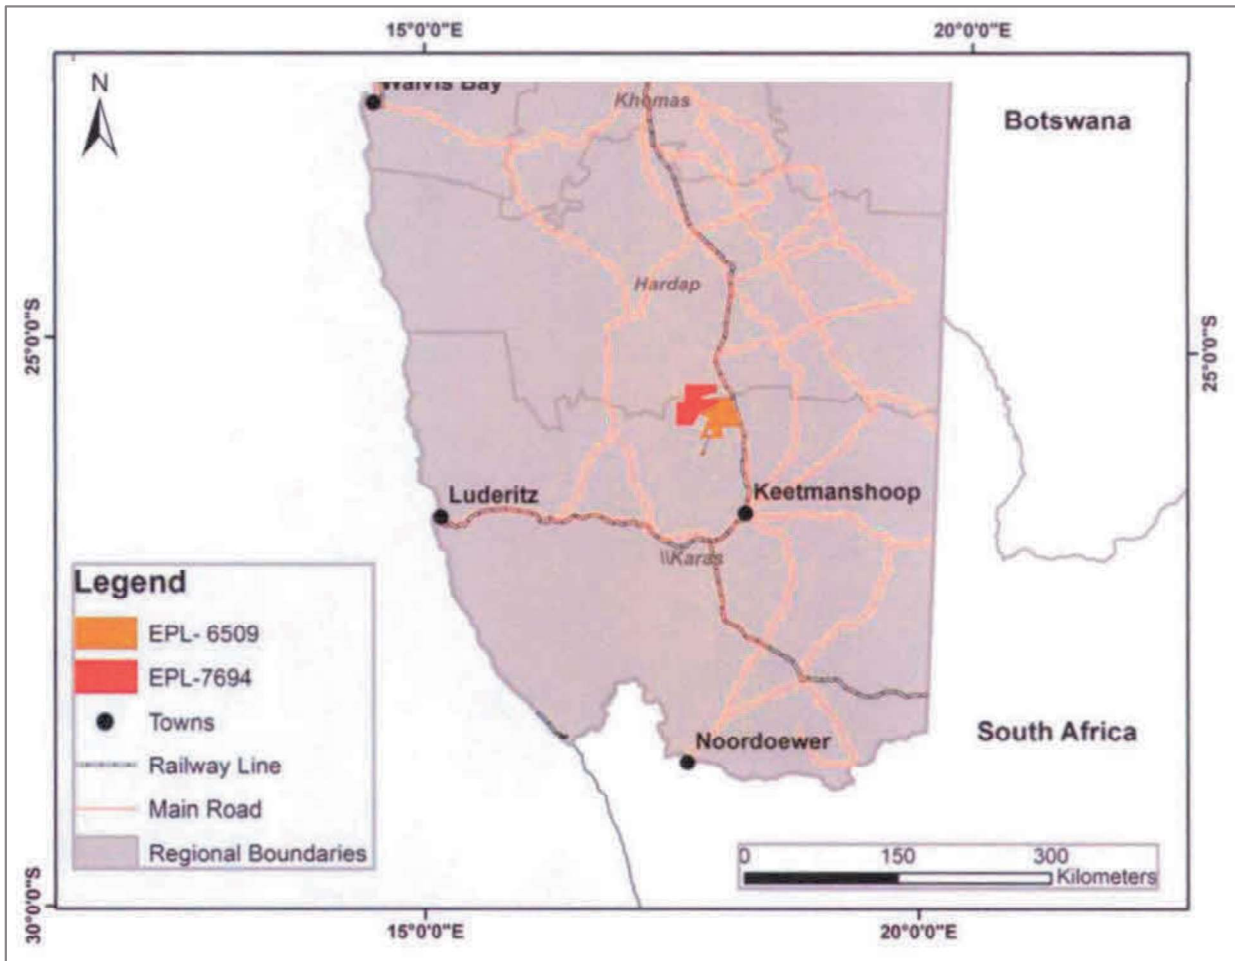 15°0'0"E
20°0'0"E
N
Walvis Bay
Khomas
Botswana
Hardap
25°0'0"S
25°0'0"S
Luderitz
Keetmanshoop
\\Karas
Legend
EPL- 6509
EPL-7694
Towns
Railway Line
Main Road
Regional Boundaries
Noordoewer
South Africa
0 150 300
Kilometers
30°0'0"S
15°0'0"E
20°0'0"E